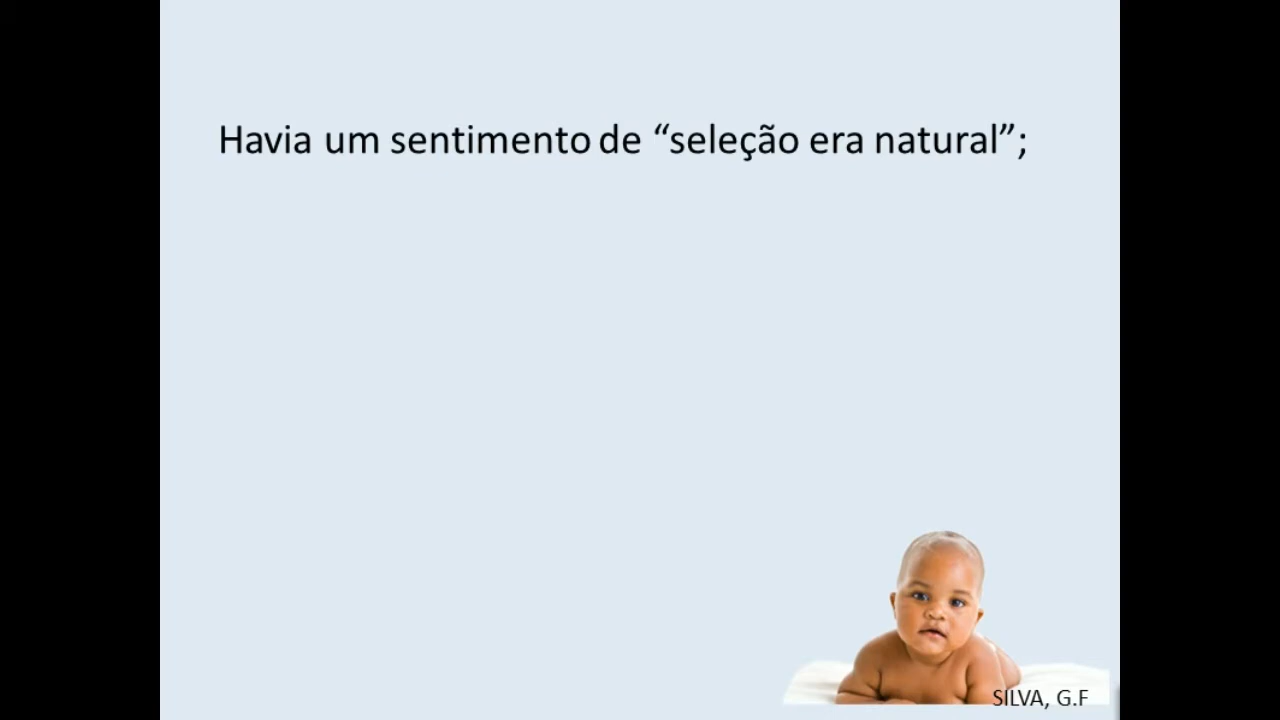 Havia um sentimento de “seleção era natural”;
SILVA, G.F